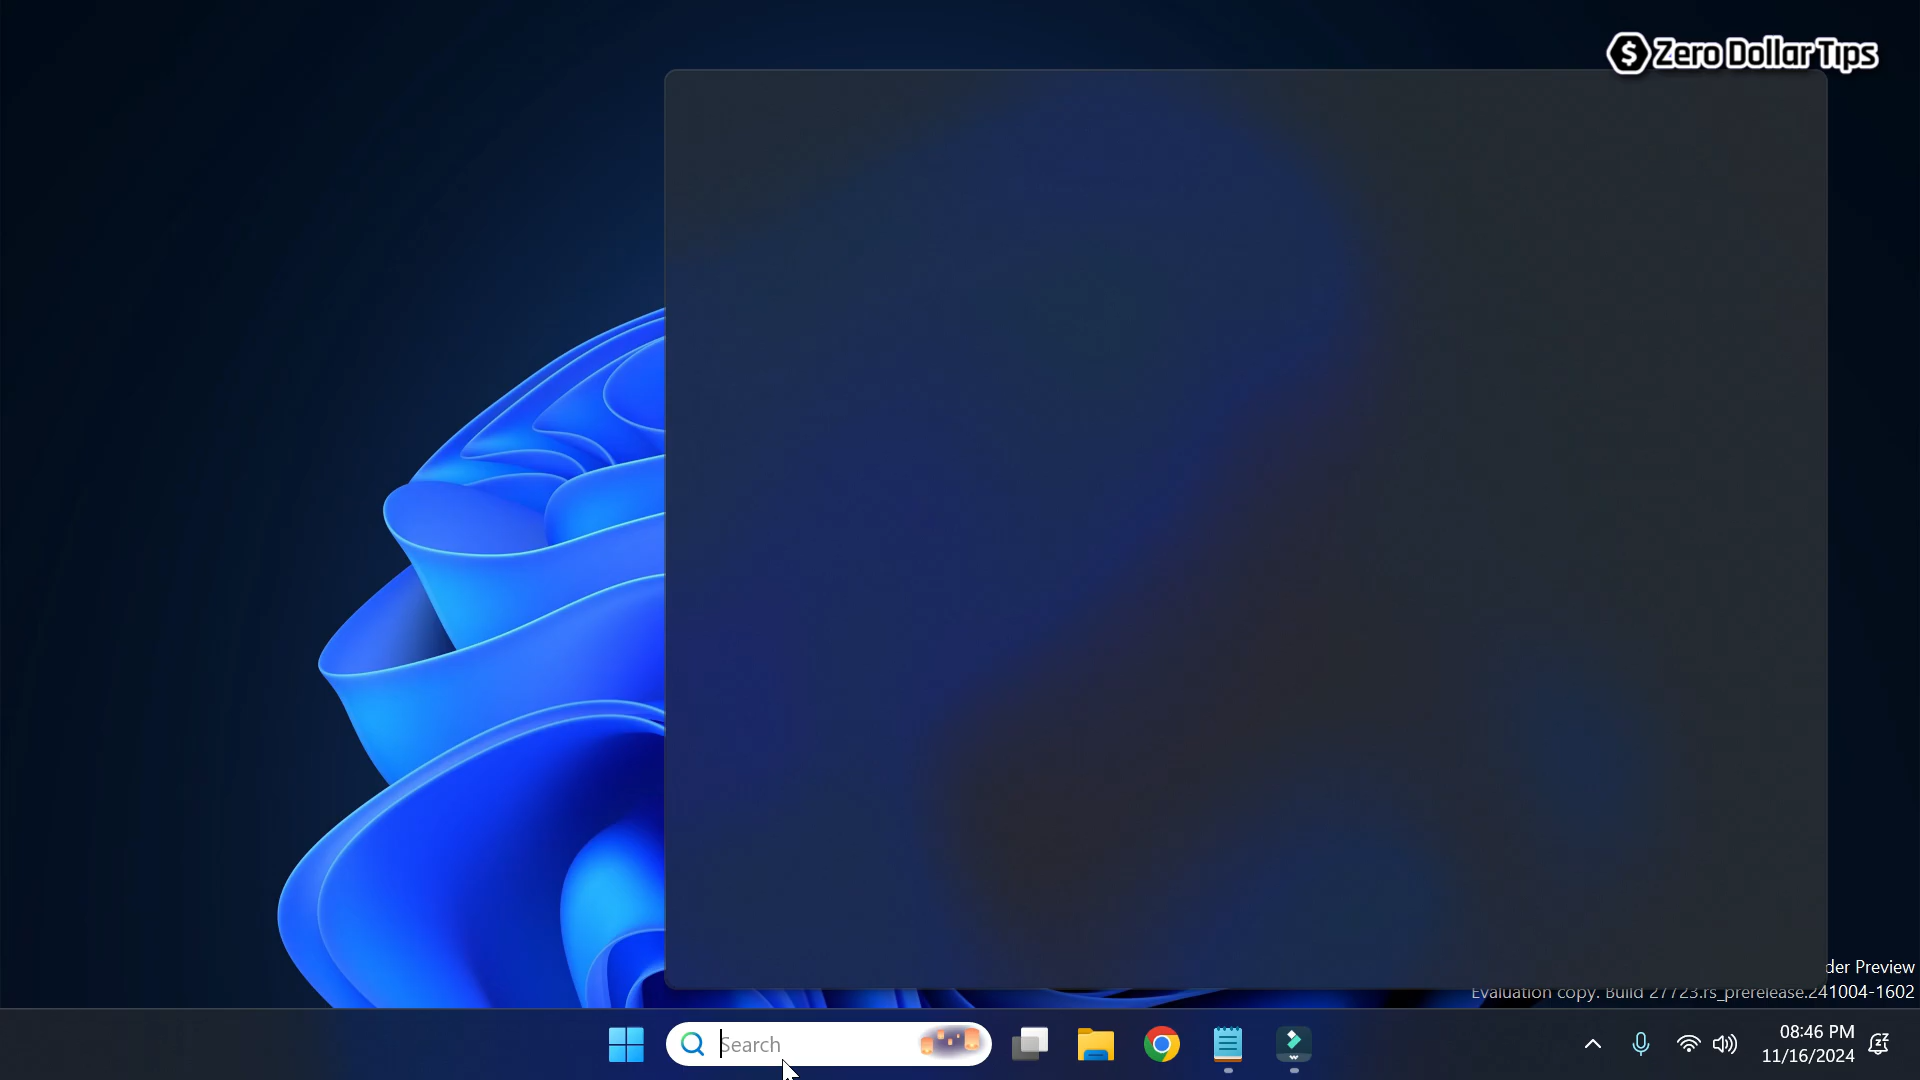 Zero Dollar Tips
der Preview
Evaluation copy. Build 27723.rs_prerelease.241004-1602
Search
08:46 PM
11/16/2024